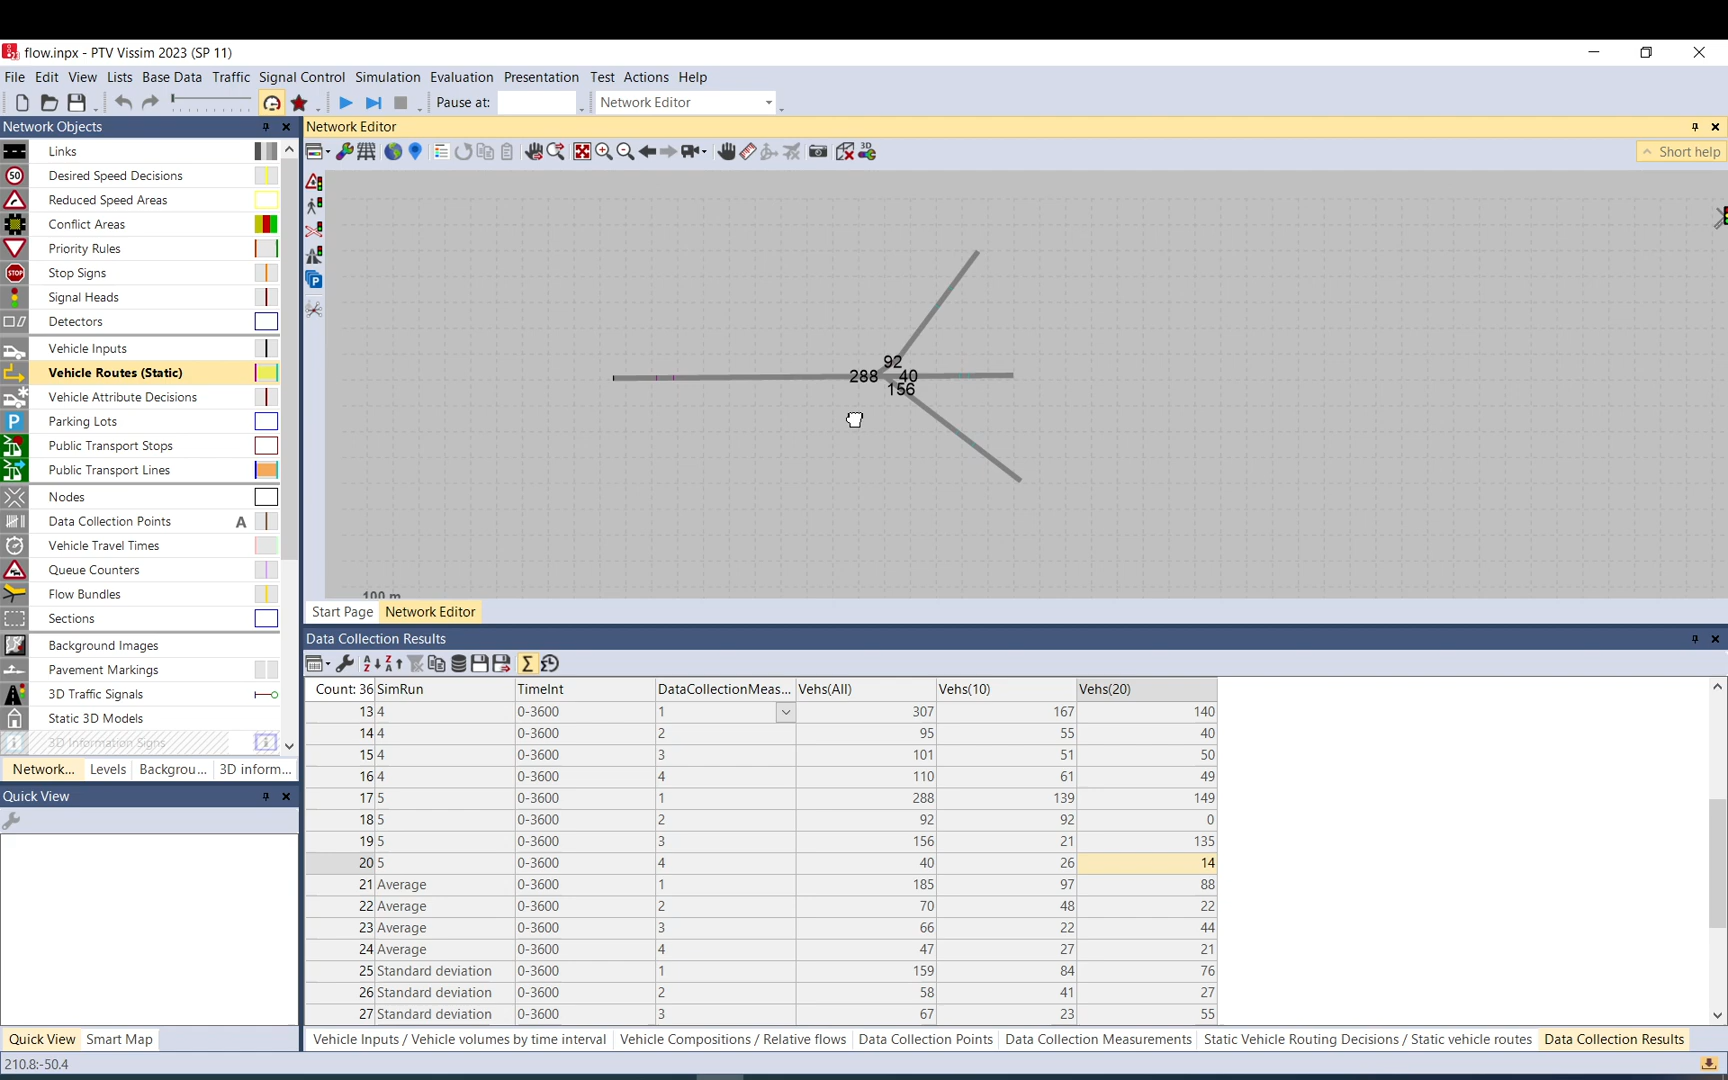 flow.inpx - PTV Vissim 2023 (SP 11)
File Edit View Lists Base Data Traffic Signal Control Simulation Evaluation Presentation Test Actions Help
Pause at: Network Editor
Network Objects
Links
50 Desired Speed Decisions
Reduced Speed Areas
Conflict Areas
Priority Rules
STOP Stop Signs
Signal Heads
Detectors
Vehicle Inputs
Vehicle Routes (Static)
Vehicle Attribute Decisions
P Parking Lots
Public Transport Stops
Public Transport Lines
Nodes
Data Collection Points A
Vehicle Travel Times
Queue Counters
Flow Bundles
Sections
Background Images
Pavement Markings
3D Traffic Signals
Static 3D Models
3D Information Signs
Network... Levels Backgrou... 3D inform...
Quick View
Quick View Smart Map
210.8:-50.4
Network Editor
3D
Short help
P
92
288 40
156
100 m
Start Page Network Editor
Data Collection Results
Count: 36 SimRun TimeInt DataCollectionMeas... Vehs(All) Vehs(10) Vehs(20)
13 4 0-3600 1 307 167 140
14 4 0-3600 2 95 55 40
15 4 0-3600 3 101 51 50
16 4 0-3600 4 110 61 49
17 5 0-3600 1 288 139 149
18 5 0-3600 2 92 92 0
19 5 0-3600 3 156 21 135
20 5 0-3600 4 40 26 14
21 Average 0-3600 1 185 97 88
22 Average 0-3600 2 70 48 22
23 Average 0-3600 3 66 22 44
24 Average 0-3600 4 47 27 21
25 Standard deviation 0-3600 1 159 84 76
26 Standard deviation 0-3600 2 58 41 27
27 Standard deviation 0-3600 3 67 23 55
Vehicle Inputs / Vehicle volumes by time interval Vehicle Compositions / Relative flows Data Collection Points Data Collection Measurements Static Vehicle Routing Decisions / Static vehicle routes Data Collection Results